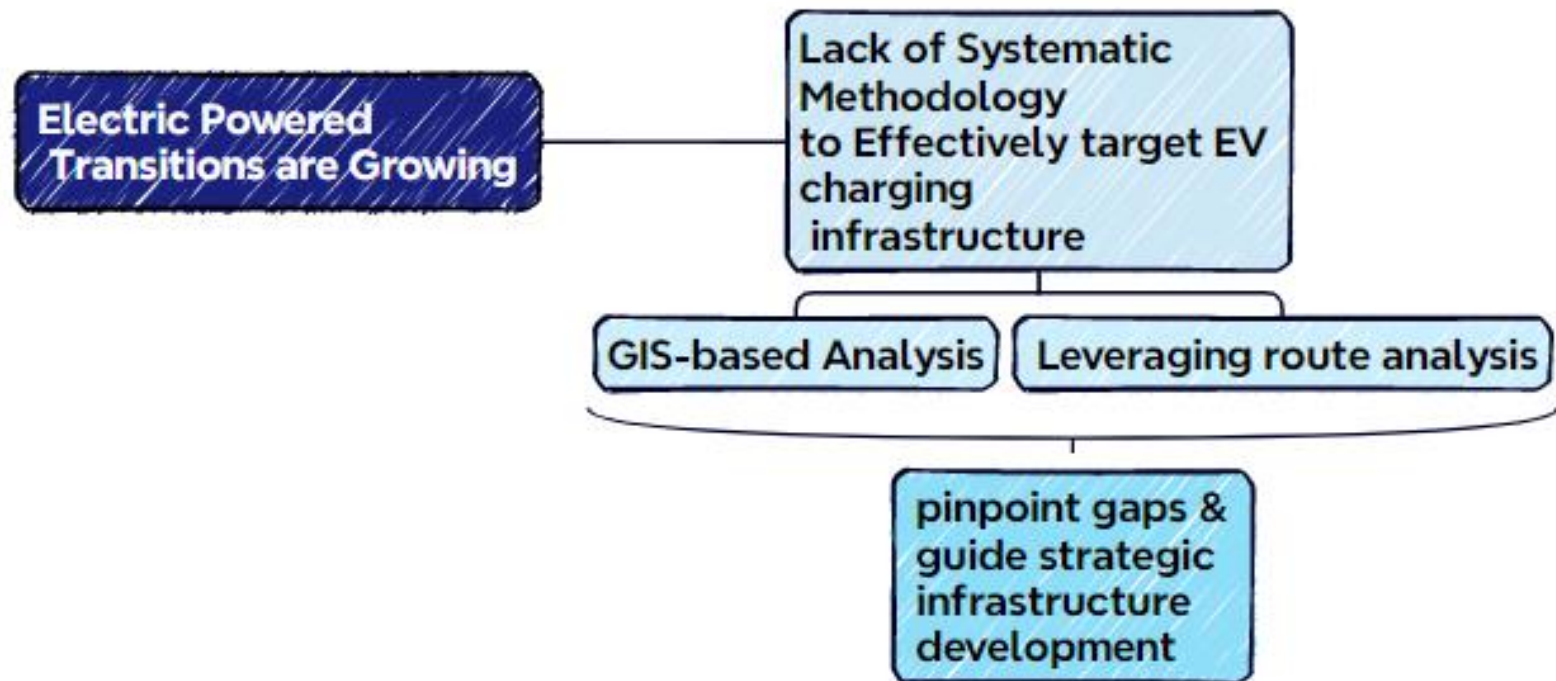 Electric Powered
Transitions are Growing
Lack of Systematic
Methodology
to Effectively target EV
charging
infrastructure
GIS-based Analysis
Leveraging route analysis
pinpoint gaps &
guide strategic
infrastructure
development